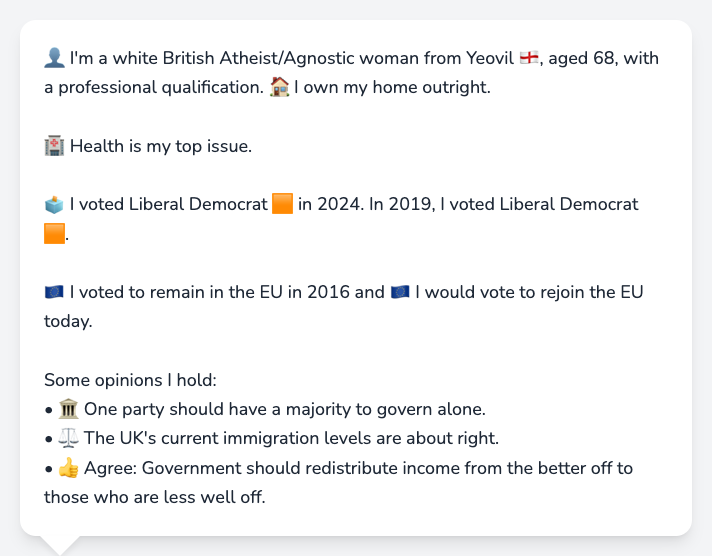 👤 I'm a white British Atheist/Agnostic woman from Yeovil 🏴󠁧󠁢󠁥󠁮󠁧󠁿, aged 68, with
a professional qualification. 🏠 I own my home outright.
🏥 Health is my top issue.
🗳️ I voted Liberal Democrat 🟧 in 2024. In 2019, I voted Liberal Democrat
🟧.
🇪🇺 I voted to remain in the EU in 2016 and 🇪🇺 I would vote to rejoin the EU
today.
Some opinions I hold:
• 🏛️ One party should have a majority to govern alone.
• ⚖️ The UK's current immigration levels are about right.
• 👍 Agree: Government should redistribute income from the better off to
those who are less well off.